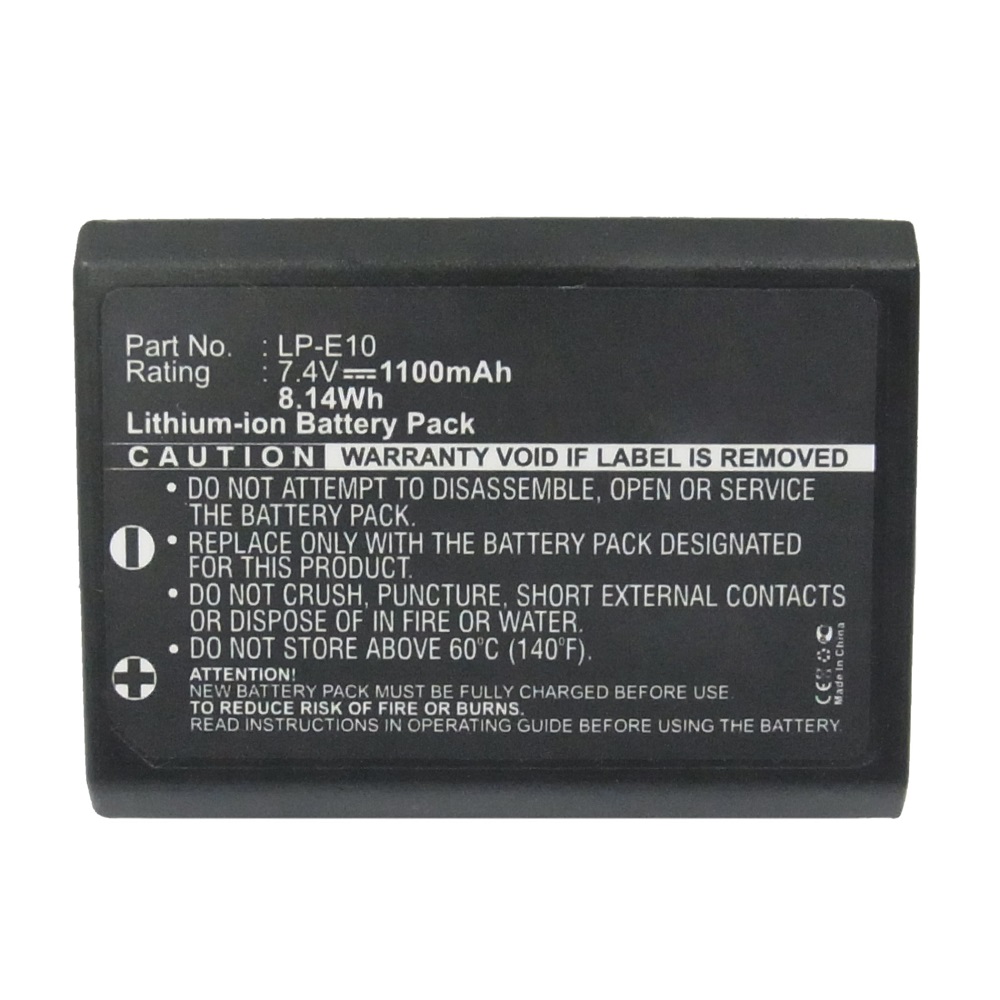 Part No. : LP-E10
Rating : 7.4V⎓1100mAh
8.14Wh
Lithium-ion Battery Pack
CAUTION WARRANTY VOID IF LABEL IS REMOVED
• DO NOT ATTEMPT TO DISASSEMBLE, OPEN OR SERVICE
THE BATTERY PACK.
• REPLACE ONLY WITH THE BATTERY PACK DESIGNATED
FOR THIS PRODUCT.
• DO NOT CRUSH, PUNCTURE, SHORT EXTERNAL CONTACTS
OR DISPOSE OF IN FIRE OR WATER.
• DO NOT STORE ABOVE 60°C (140°F).
ATTENTION!
NEW BATTERY PACK MUST BE FULLY CHARGED BEFORE USE.
TO REDUCE RISK OF FIRE OR BURNS.
READ INSTRUCTIONS IN OPERATING GUIDE BEFORE USING THE BATTERY.
CE
Made in China